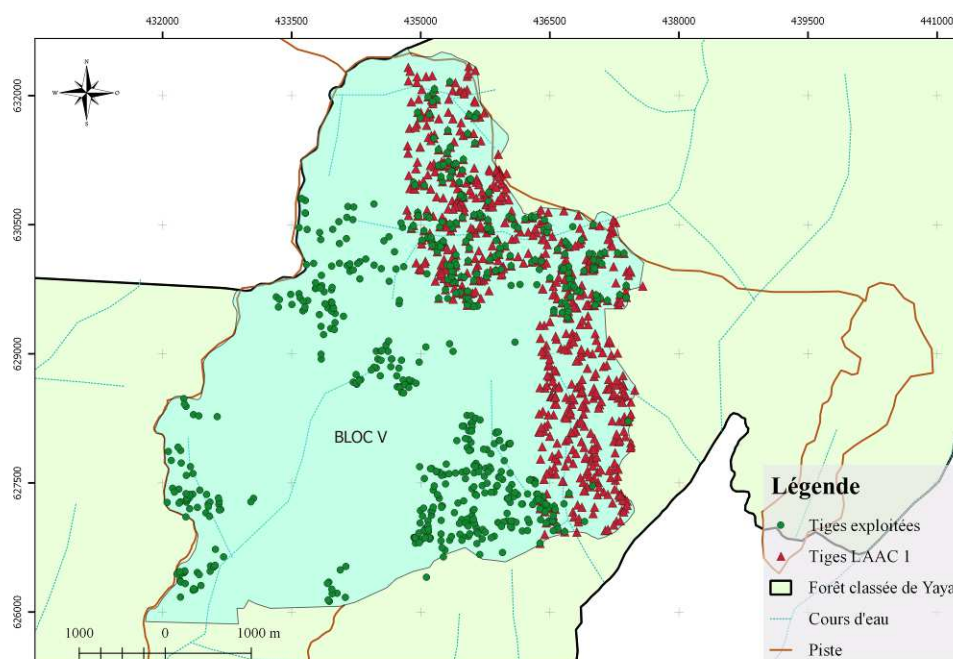 432000 433500 435000 436500 438000 439500 441000
632000
630500
629000
627500
626000
N
W O
S
BLOC V
Légende
Tiges exploitées
Tiges LAAC 1
Forêt classée de Yaya
Cours d'eau
Piste
1000 0 1000 m